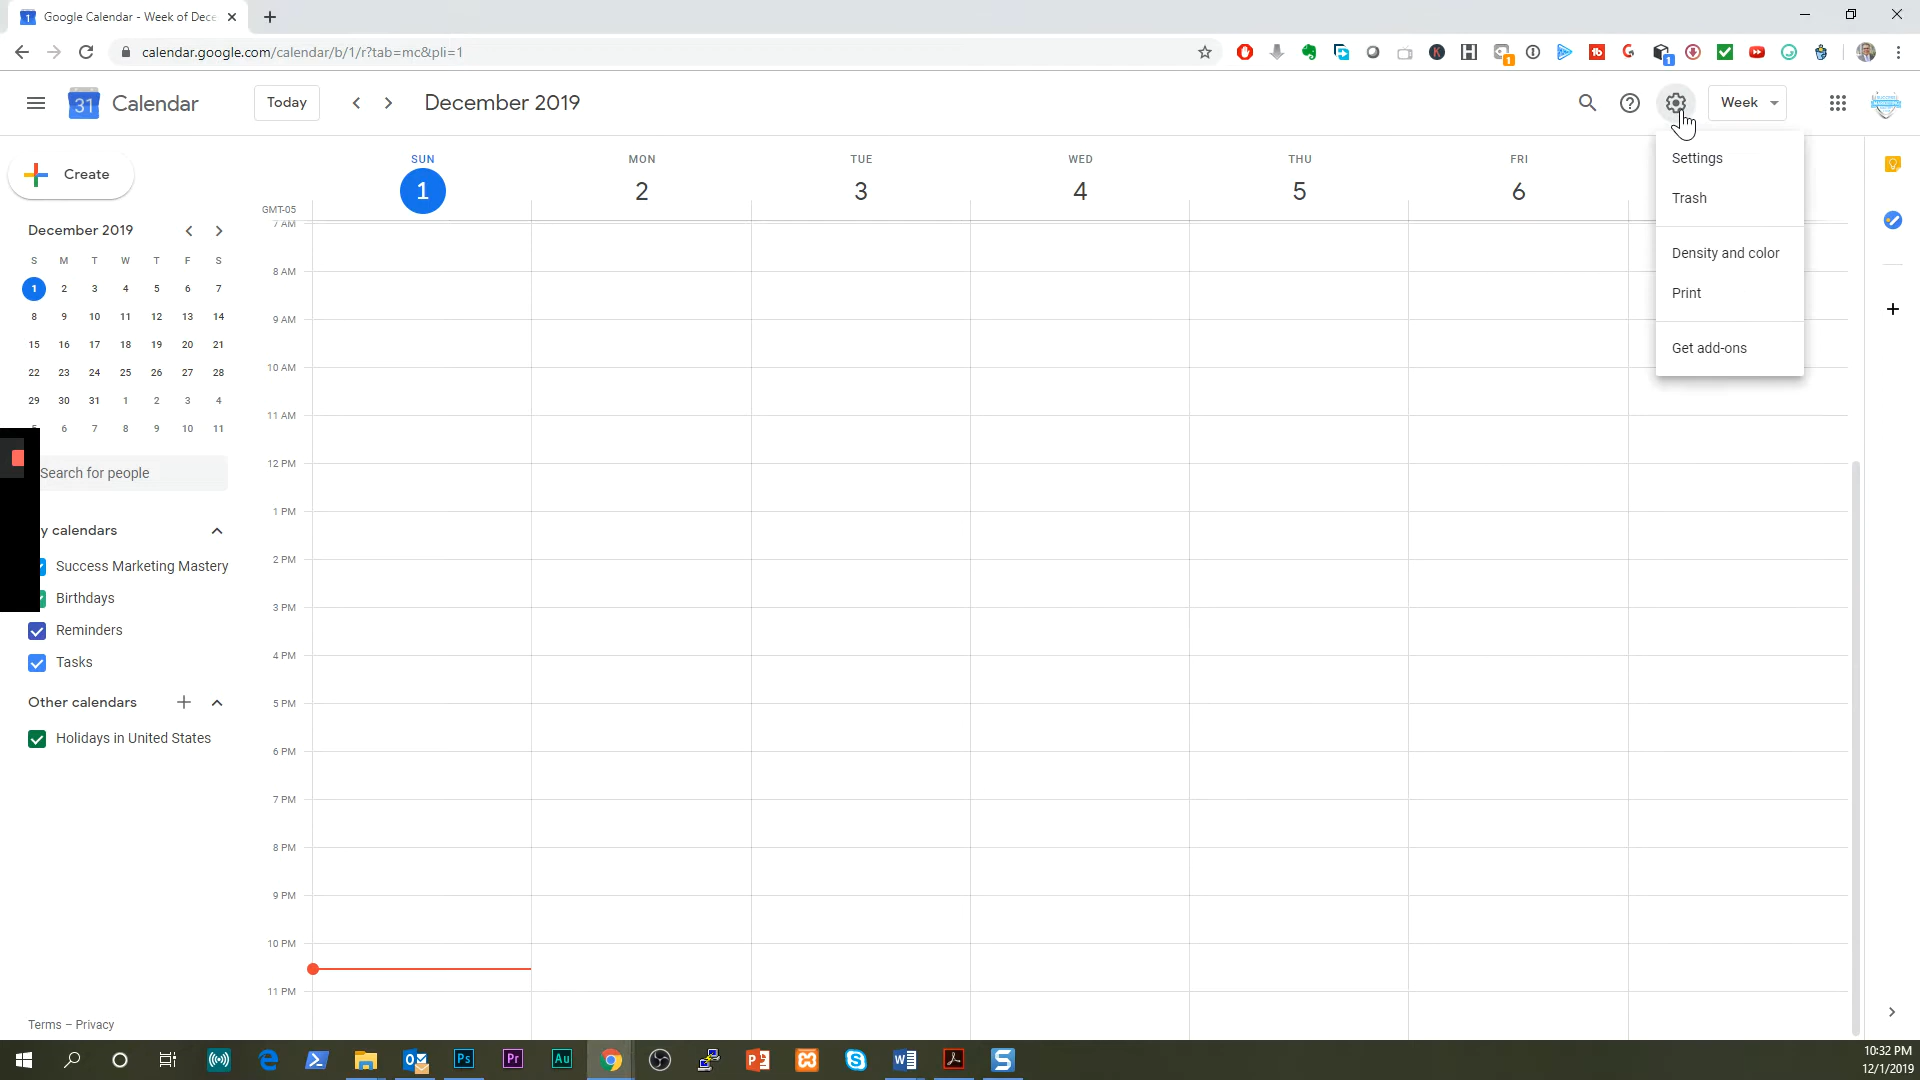 Google Calendar - Week of Dece
calendar.google.com/calendar/b/1/r?tab=mc&pli=1
31 Calendar
Today
December 2019
Week
Create
Settings
Trash
Density and color
Print
Get add-ons
SUN MON TUE WED THU FRI
1 2 3 4 5 6
GMT-05
7 AM
8 AM
9 AM
10 AM
11 AM
12 PM
1 PM
2 PM
3 PM
4 PM
5 PM
6 PM
7 PM
8 PM
9 PM
10 PM
11 PM
December 2019
S M T W T F S
1 2 3 4 5 6 7
8 9 10 11 12 13 14
15 16 17 18 19 20 21
22 23 24 25 26 27 28
29 30 31 1 2 3 4
5 6 7 8 9 10 11
Search for people
y calendars
Success Marketing Mastery
Birthdays
Reminders
Tasks
Other calendars
Holidays in United States
Terms – Privacy
Ps
Pr
Au
10:32 PM
12/1/2019